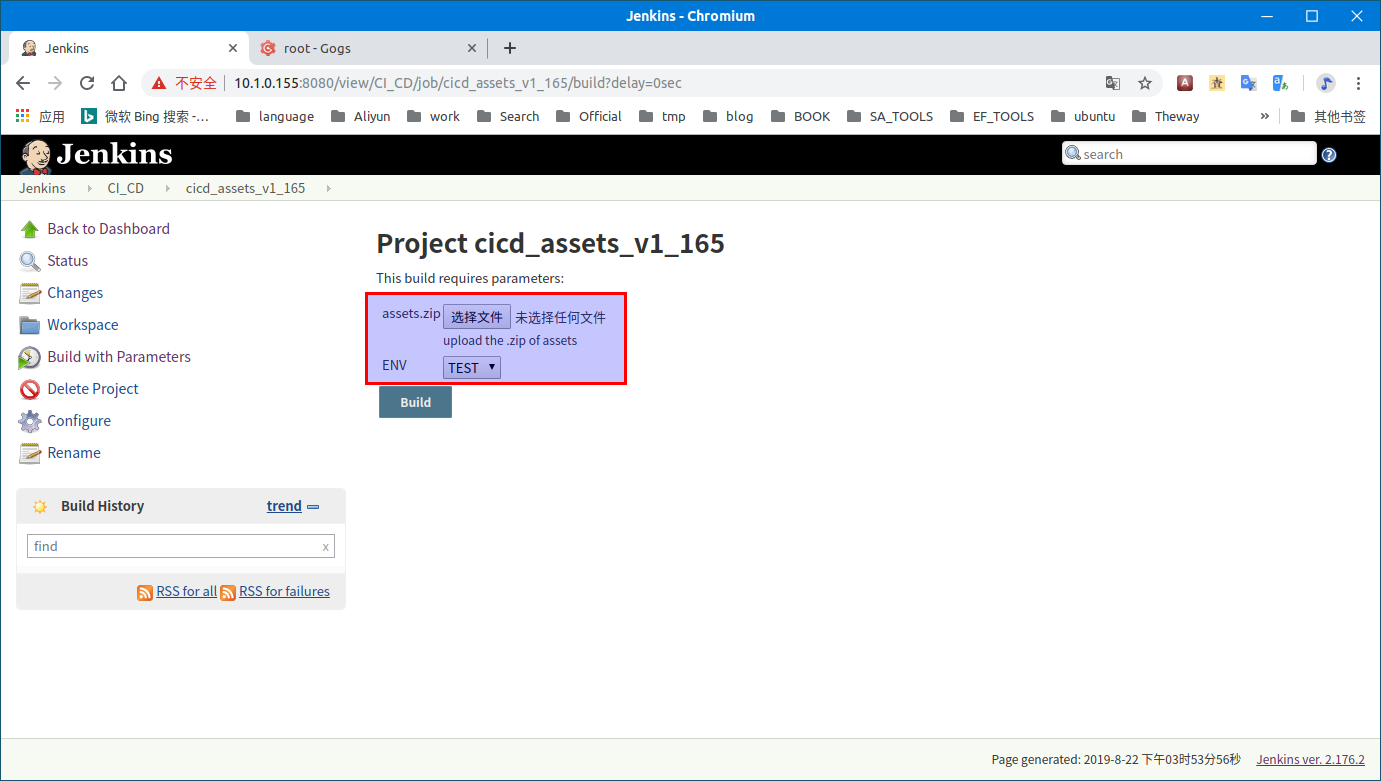 Jenkins - Chromium
Jenkins
root - Gogs
不安全 10.1.0.155:8080/view/CI_CD/job/cicd_assets_v1_165/build?delay=0sec
应用 微软 Bing 搜索 -... language Aliyun work Search Official tmp blog BOOK SA_TOOLS EF_TOOLS ubuntu Theway » 其他书签
Jenkins search
Jenkins CI_CD cicd_assets_v1_165
Back to Dashboard
Status
Changes
Workspace
Build with Parameters
Delete Project
Configure
Rename
Build History trend
find x
RSS for all RSS for failures
Project cicd_assets_v1_165
This build requires parameters:
assets.zip 选择文件 未选择任何文件
upload the .zip of assets
ENV TEST
Build
Page generated: 2019-8-22 下午03时53分56秒 Jenkins ver. 2.176.2